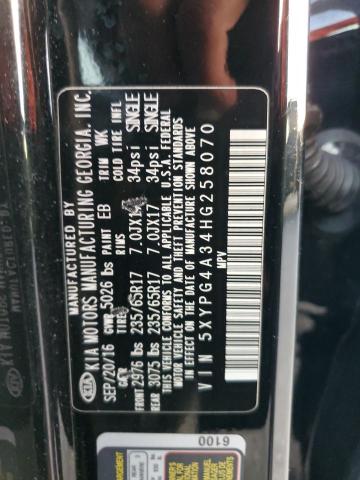 MANUFACTURED BY
KIA KIA MOTORS MANUFACTURING GEORGIA, INC.
SEP/20/16 GVWR 5026 lbs PAINT EB TRIM WK
GAWR TIRE RIMS COLD TIRE INFL
FRONT 2976 lbs 235/65R17 7.0JX17 34psi SINGLE
REAR 3075 lbs 235/65R17 7.0JX17 34psi SINGLE
THIS VEHICLE CONFORMS TO ALL APPLICABLE U.S.A. FEDERAL
MOTOR VEHICLE SAFETY AND THEFT PREVENTION STANDARDS
IN EFFECT ON THE DATE OF MANUFACTURE SHOWN ABOVE
VIN 5XYPG4A34HG258070
MPV
6100